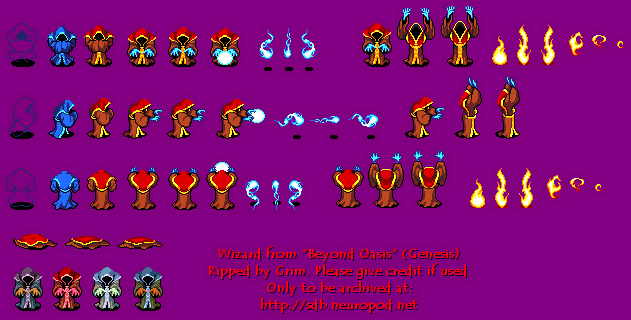 Wizard from "Beyond Oasis" (Genesis)
Ripped by Grim. Please give credit if used.
Only to be archived at:
http://sdb.neuropod.net